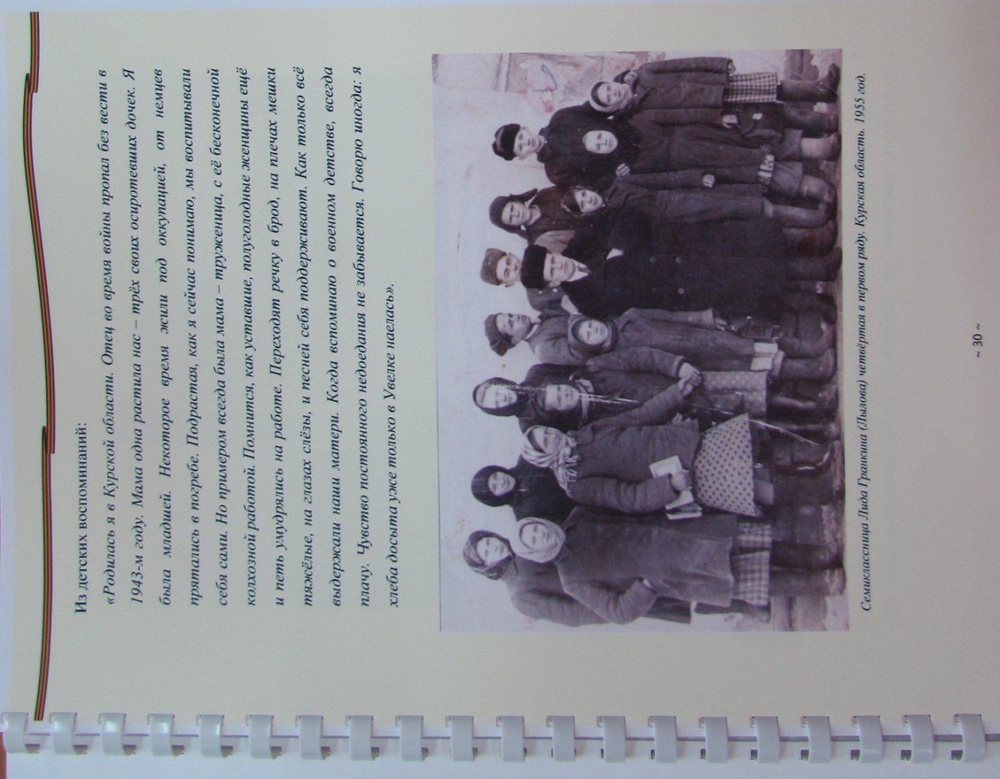 Из детских воспоминаний:
«Родилась я в Курской области. Отец во время войны пропал без вести в
1943-м году. Мама одна растила нас – трёх своих осиротевших дочек. Я
была младшей. Некоторое время жили под оккупацией, от немцев
прятались в погребе. Подрастая, как я сейчас понимаю, мы воспитывали
себя сами. Но примером всегда была мама – труженица, с её бесконечной
колхозной работой. Помнится, как уставшие, полуголодные женщины ещё
и петь умудрялись на работе. Переходят речку в брод, на плечах мешки
тяжёлые, на глазах слёзы, и песней себя подерживают. Как только всё
выдержали наши матери. Когда вспоминаю о военном детстве, всегда
плачу. Чувство постоянного недоедания не забывается. Говорю иногда: я
хлеба досыта уже только в Увелке наелась».
Семиклассница Лида Гранкина (Лылова) четвёртая в первом ряду. Курская область. 1955 год.
~ 30 ~